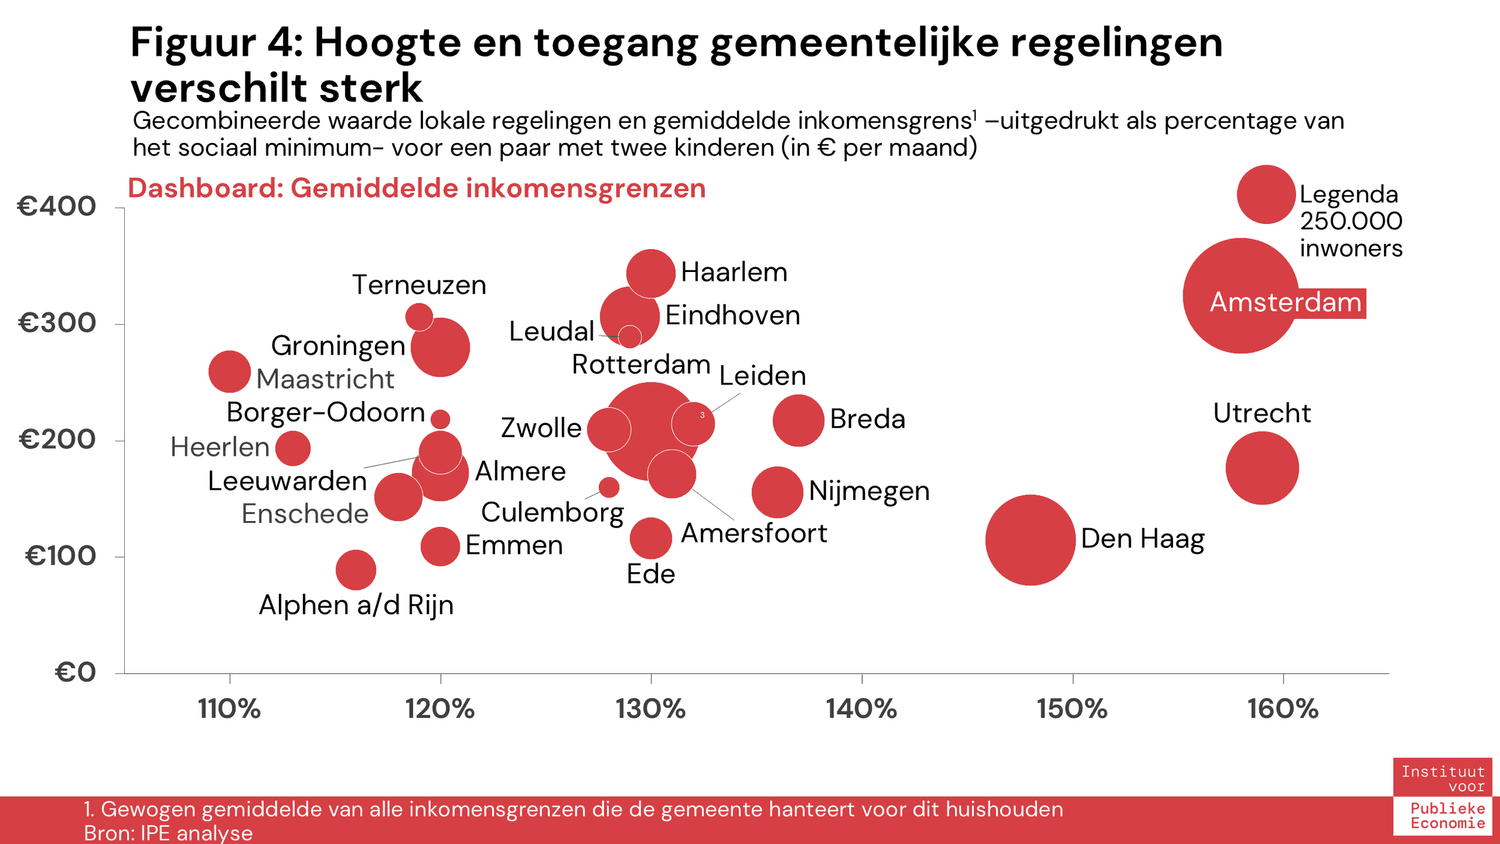 Figuur 4: Hoogte en toegang gemeentelijke regelingen
verschilt sterk
Gecombineerde waarde lokale regelingen en gemiddelde inkomensgrens¹ –uitgedrukt als percentage van
het sociaal minimum– voor een paar met twee kinderen (in € per maand)
Dashboard: Gemiddelde inkomensgrenzen
Legenda
250.000
inwoners
€400
€300
€200
€100
€0
Haarlem
Terneuzen
Amsterdam
Eindhoven
Leudal
Groningen
Rotterdam
Leiden
Maastricht
3
Borger-Odoorn
Utrecht
Breda
Zwolle
Heerlen
Almere
Leeuwarden
Nijmegen
Culemborg
Enschede
Amersfoort
Den Haag
Emmen
Ede
Alphen a/d Rijn
110%
120%
130%
140%
150%
160%
Instituut
voor
Publieke
Economie
1. Gewogen gemiddelde van alle inkomensgrenzen die de gemeente hanteert voor dit huishouden
Bron: IPE analyse